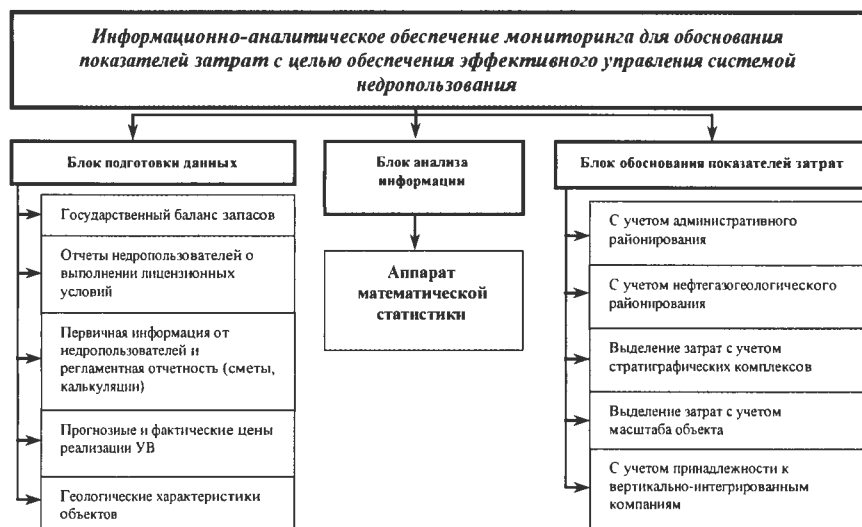 Информационно-аналитическое обеспечение мониторинга для обоснования
показателей затрат с целью обеспечения эффективного управления системой
недропользования
Блок подготовки данных
Государственный баланс запасов
Отчеты недропользователей о
выполнении лицензионных
условий
Первичная информация от
недропользователей и
регламентная отчетность (сметы,
калькуляции)
Прогнозные и фактические цены
реализации УВ
Геологические характеристики
объектов
Блок анализа
информации
Аппарат
математической
статистики
Блок обоснования показателей затрат
С учетом административного
районирования
С учетом нефтегазогеологического
районирования
Выделение затрат с учетом
стратиграфических комплексов
Выделение затрат с учетом
масштаба объекта
С учетом принадлежности к
вертикально-интегрированным
компаниям